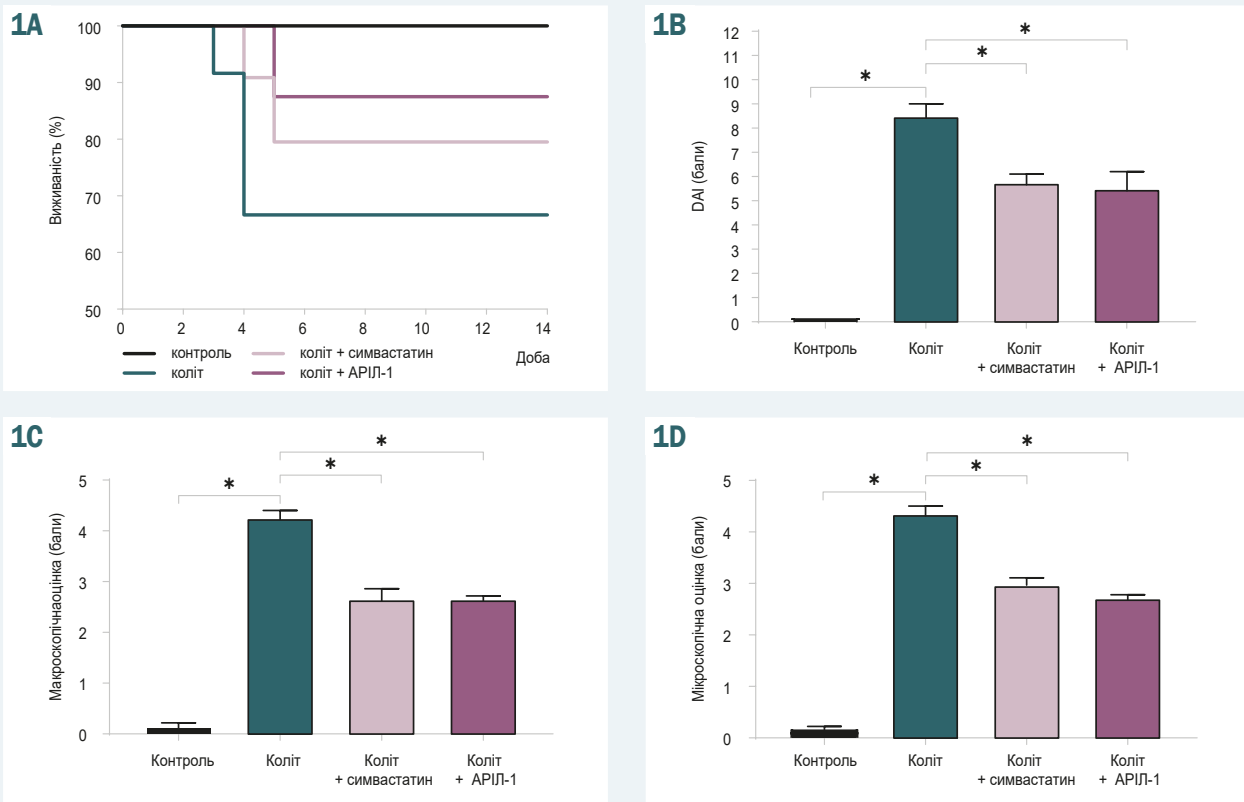 1A
Виживаність (%)
100
90
80
70
60
50
0 2 4 6 8 10 12 14
Доба
контроль
коліт
коліт + симвастатин
коліт + АРІЛ-1
1B
DAI (бали)
12
11
10
9
8
7
6
5
4
3
2
1
0
*
*
*
Контроль
Коліт
Коліт
+ симвастатин
Коліт
+ АРІЛ-1
1C
Макроскопічнаоцінка (бали)
5
4
3
2
1
0
*
*
*
Контроль
Коліт
Коліт
+ симвастатин
Коліт
+ АРІЛ-1
1D
Мікроскопічна оцінка (бали)
5
4
3
2
1
0
*
*
*
Контроль
Коліт
Коліт
+ симвастатин
Коліт
+ АРІЛ-1